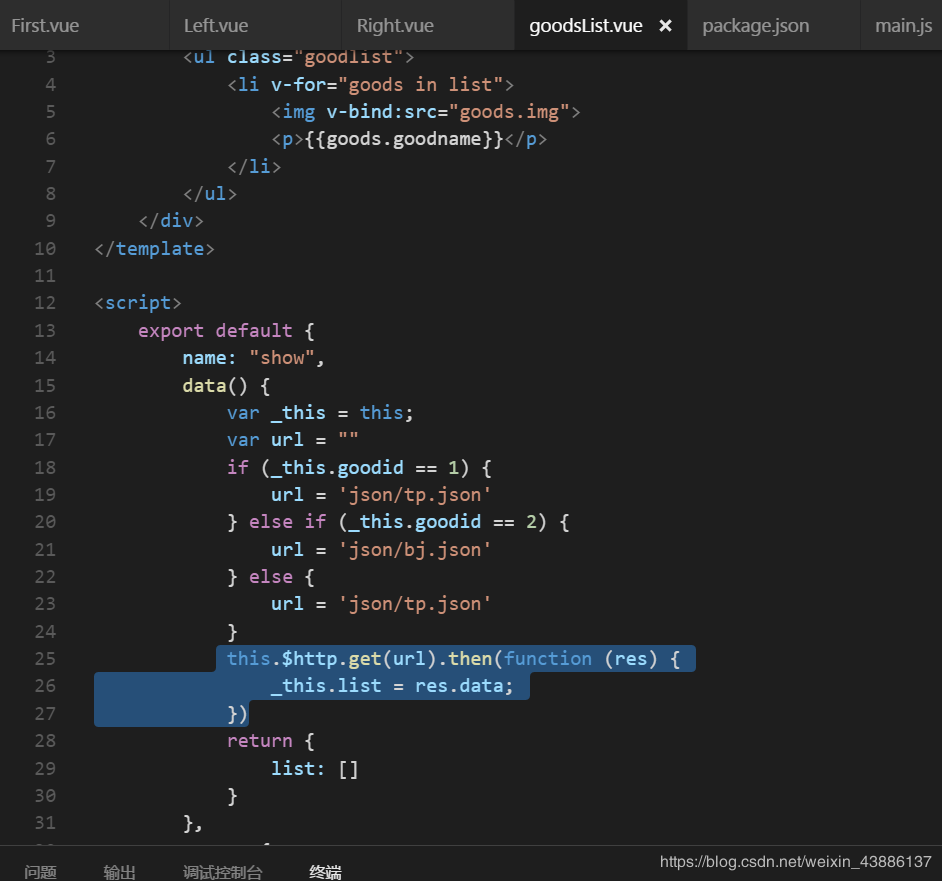 First.vue Left.vue Right.vue goodsList.vue × package.json main.js
3 <ul class="goodlist">
4 <li v-for="goods in list">
5 <img v-bind:src="goods.img">
6 <p>{{goods.goodname}}</p>
7 </li>
8 </ul>
9 </div>
10 </template>
11
12 <script>
13 export default {
14 name: "show",
15 data() {
16 var _this = this;
17 var url = ""
18 if (_this.goodid == 1) {
19 url = 'json/tp.json'
20 } else if (_this.goodid == 2) {
21 url = 'json/bj.json'
22 } else {
23 url = 'json/tp.json'
24 }
25 this.$http.get(url).then(function (res) {
26 _this.list = res.data;
27 })
28 return {
29 list: []
30 }
31 },
问题 输出 调试控制台 终端
https://blog.csdn.net/weixin_43886137